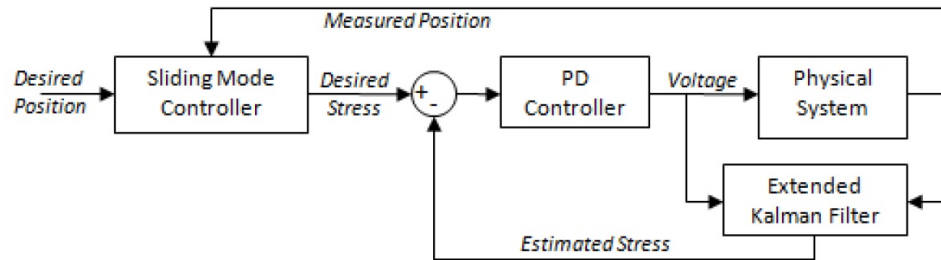 Measured Position
Desired
Position
Sliding Mode
Controller
Desired
Stress
+
-
PD
Controller
Voltage
Physical
System
Extended
Kalman Filter
Estimated Stress